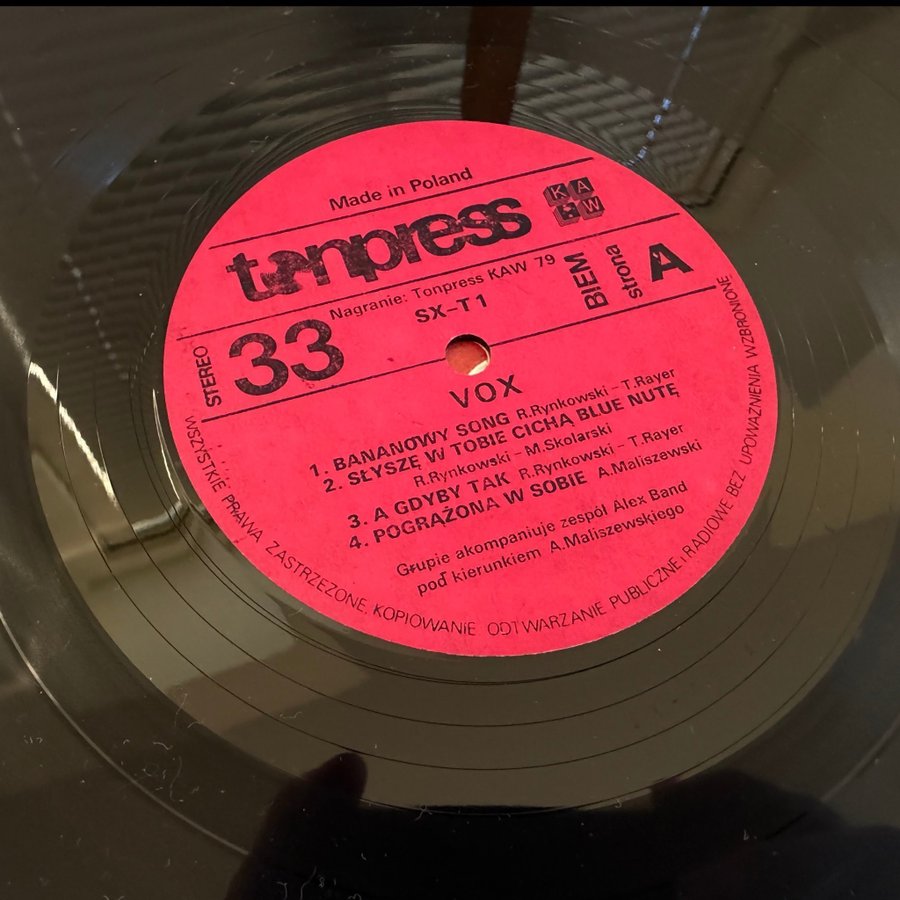 Made in Poland
tonpress KAW
Nagranie: Tonpress KAW 79
STEREO 33 SX-T1 BIEM strona A
VOX
1. BANANOWY SONG R.Rynkowski - T.Rayer
2. SŁYSZĘ W TOBIE CICHĄ BLUE NUTĘ
R.Rynkowski - M.Skolarski
3. A GDYBY TAK R.Rynkowski - T.Rayer
4. POGRĄŻONA W SOBIE A.Maliszewski
Grupie akompaniuje zespół Alex Band
pod kierunkiem A.Maliszewskiego
WSZYSTKIE PRAWA ZASTRZEŻONE. KOPIOWANIE ODTWARZANIE PUBLICZNE I RADIOWE BEZ UPOWAŻNIENIA WZBRONIONE